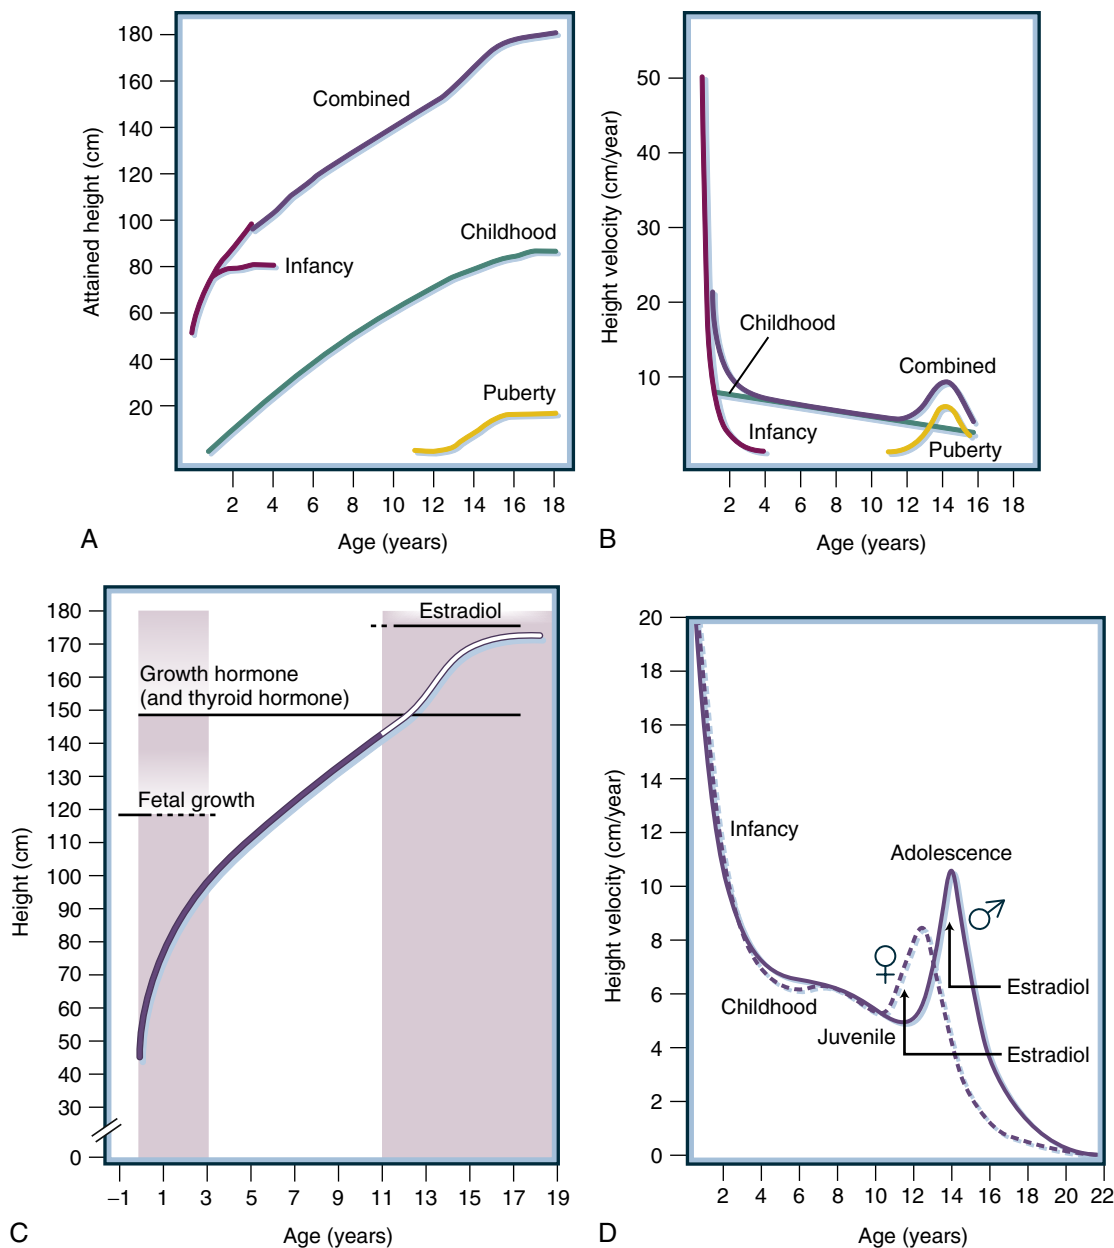 180
160
140
120
100
80
60
40
20
Attained height (cm)
Combined
Childhood
Infancy
Puberty
2 4 6 8 10 12 14 16 18
Age (years)
A
50
40
30
20
10
Height velocity (cm/year)
Childhood
Combined
Infancy
Puberty
2 4 6 8 10 12 14 16 18
Age (years)
B
180
170
160
150
140
130
120
110
100
90
80
70
60
50
40
30
0
Height (cm)
Estradiol
Growth hormone
(and thyroid hormone)
Fetal growth
–1 1 3 5 7 9 11 13 15 17 19
Age (years)
C
20
18
16
14
12
10
8
6
4
2
0
Height velocity (cm/year)
Infancy
Adolescence
♂
♀
Childhood
Estradiol
Juvenile
Estradiol
2 4 6 8 10 12 14 16 18 20 22
Age (years)
D